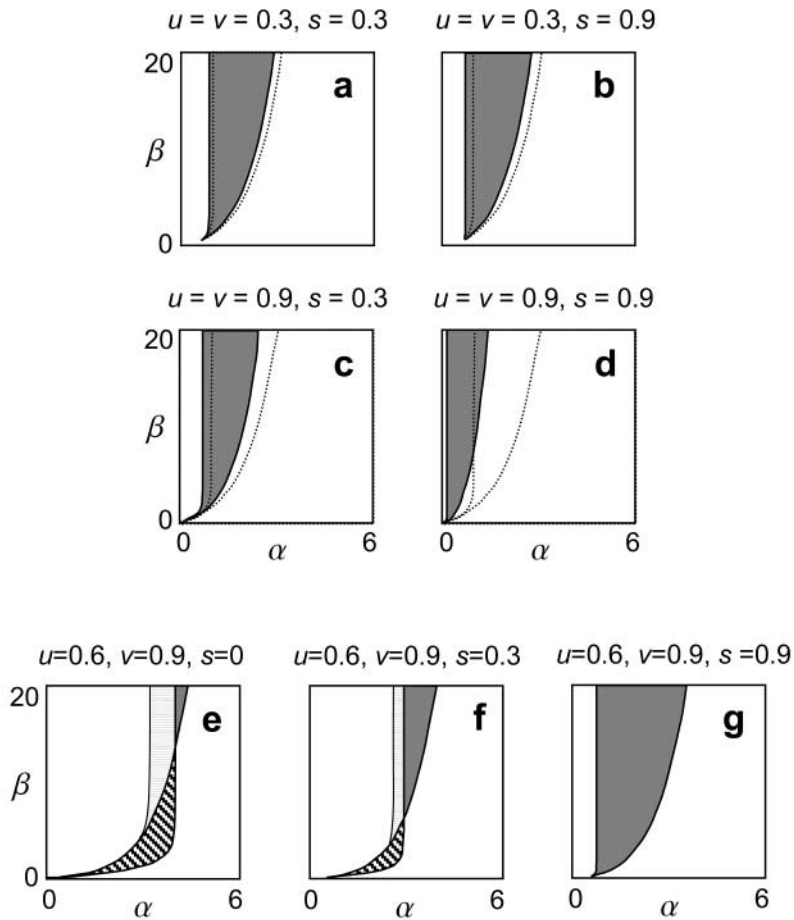 u = v = 0.3, s = 0.3 u = v = 0.3, s = 0.9
20
a b
β
0
u = v = 0.9, s = 0.3 u = v = 0.9, s = 0.9
20
c d
β
0
0 6 0 6
α α
u=0.6, v=0.9, s=0 u=0.6, v=0.9, s=0.3 u=0.6, v=0.9, s =0.9
20
e f g
β
0
0 6 0 6 0 6
α α α